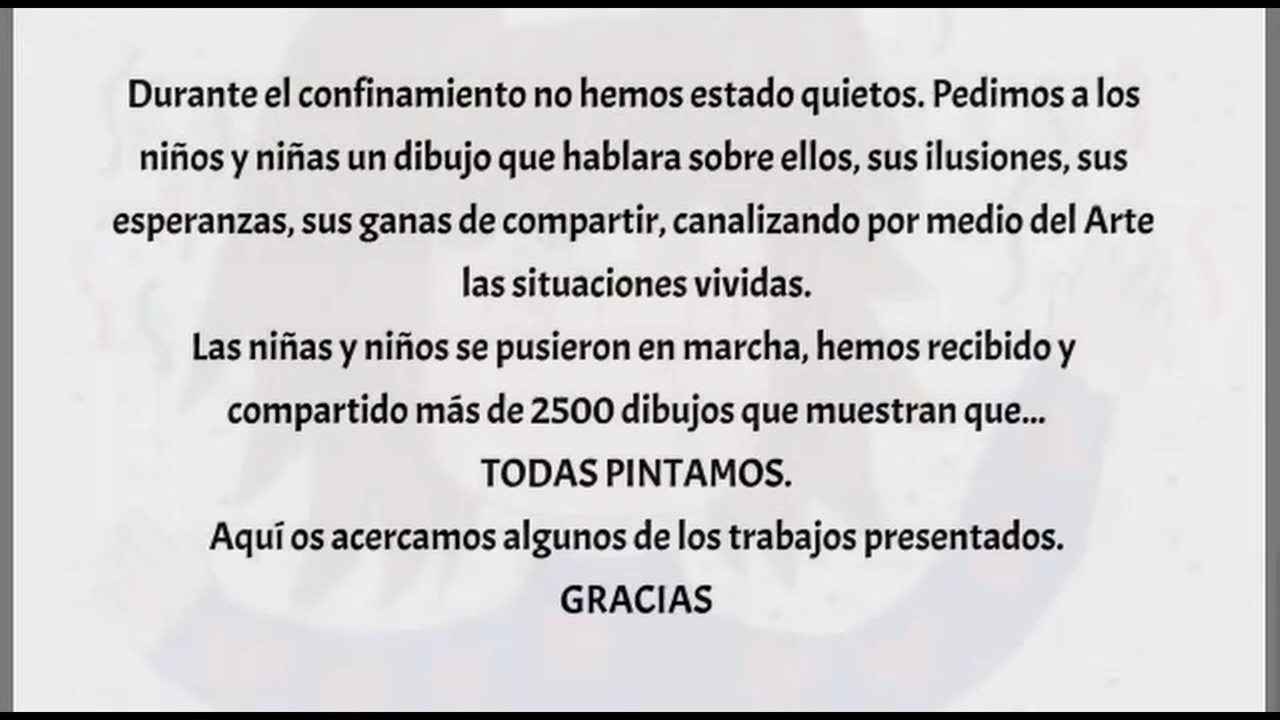 Durante el confinamiento no hemos estado quietos. Pedimos a los
niños y niñas un dibujo que hablara sobre ellos, sus ilusiones, sus
esperanzas, sus ganas de compartir, canalizando por medio del Arte
las situaciones vividas.
Las niñas y niños se pusieron en marcha, hemos recibido y
compartido más de 2500 dibujos que muestran que...
TODAS PINTAMOS.
Aquí os acercamos algunos de los trabajos presentados.
GRACIAS